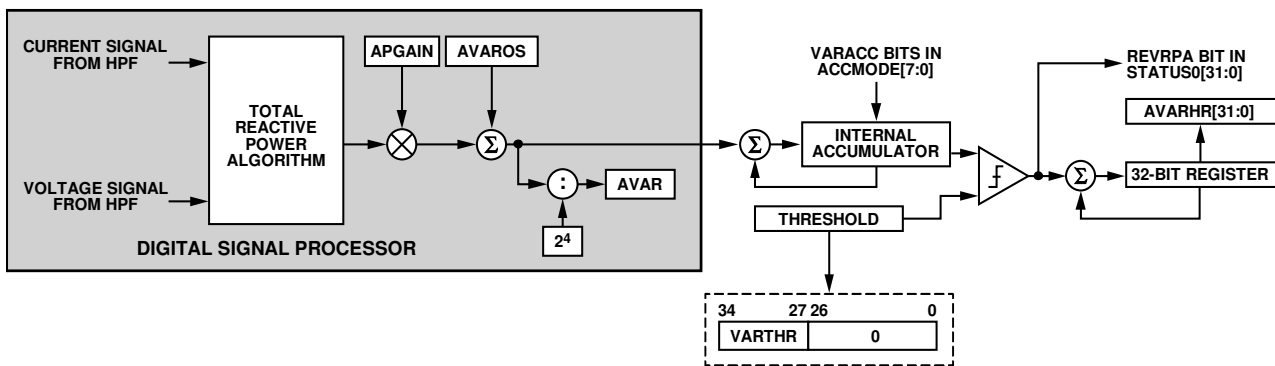 CURRENT SIGNAL
FROM HPF
VOLTAGE SIGNAL
FROM HPF
TOTAL
REACTIVE
POWER
ALGORITHM
APGAIN
AVAROS
Σ
:
AVAR
2⁴
DIGITAL SIGNAL PROCESSOR
VARACC BITS IN
ACCMODE[7:0]
Σ
INTERNAL
ACCUMULATOR
THRESHOLD
34 27 26 0
VARTHR 0
REVRPA BIT IN
STATUS0[31:0]
AVARHR[31:0]
Σ
32-BIT REGISTER